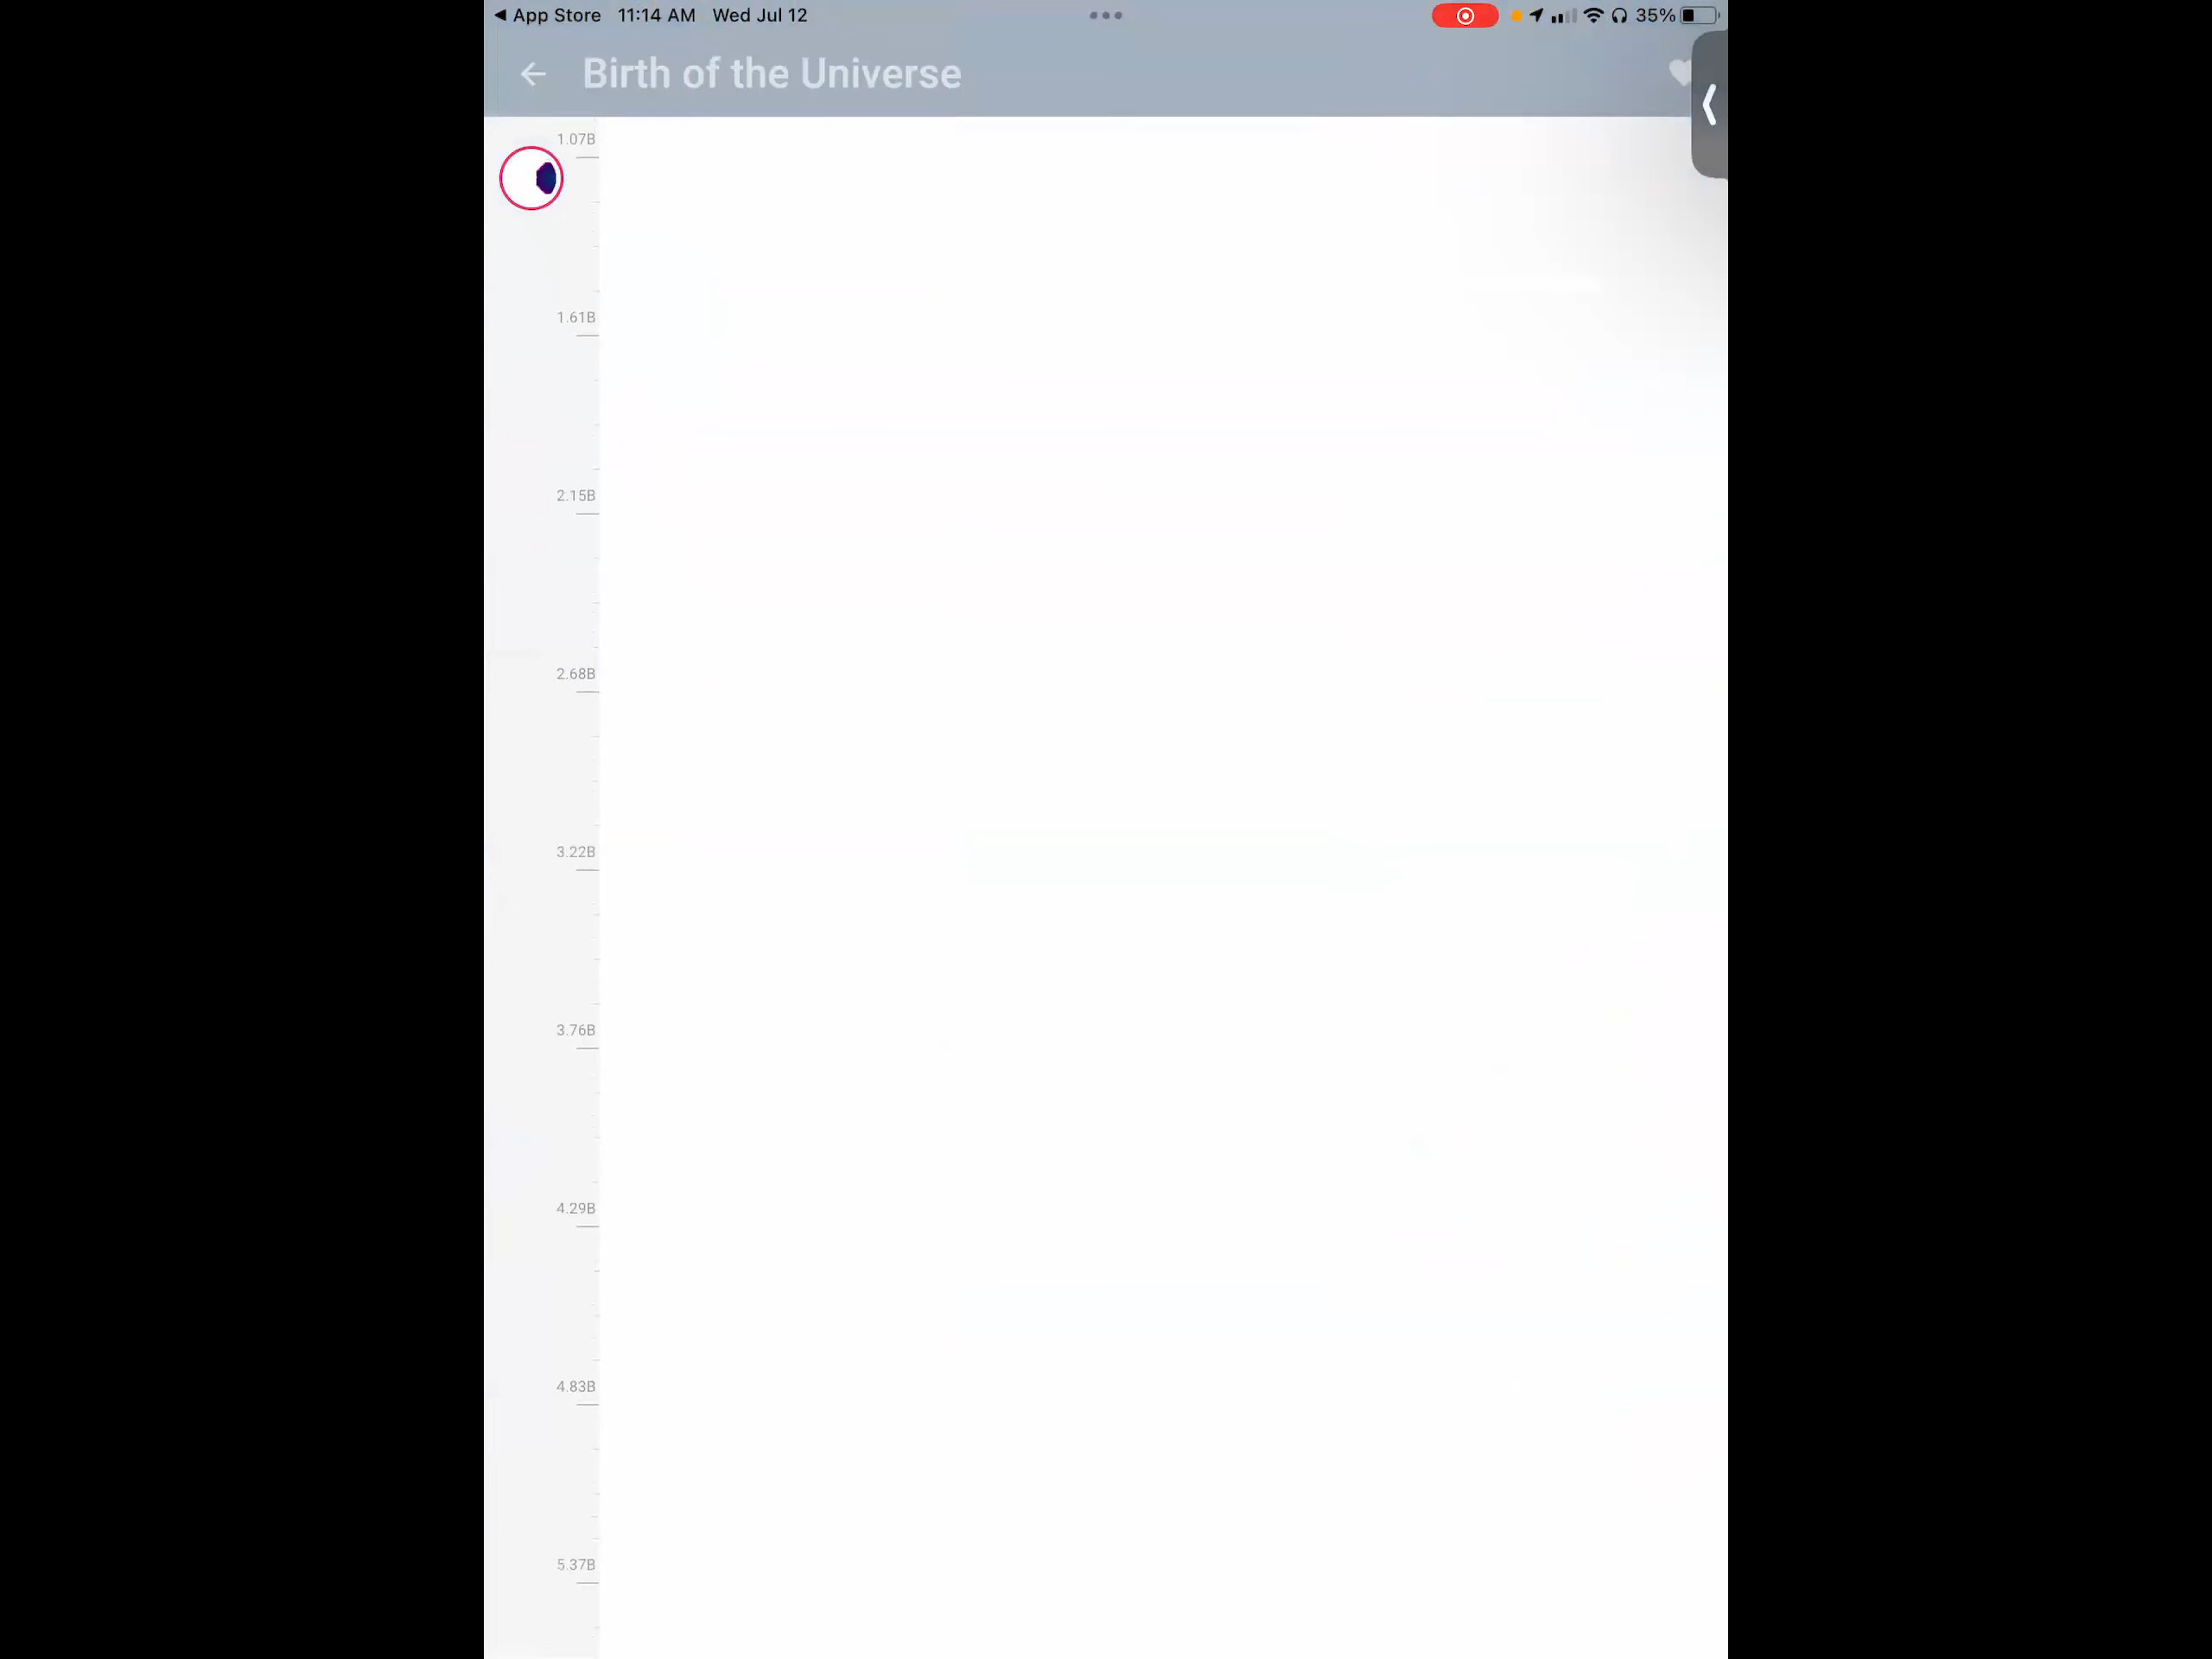 ◀ App Store 11:14 AM Wed Jul 12 35%
Birth of the Universe
1.07B
1.61B
2.15B
2.68B
3.22B
3.76B
4.29B
4.83B
5.37B